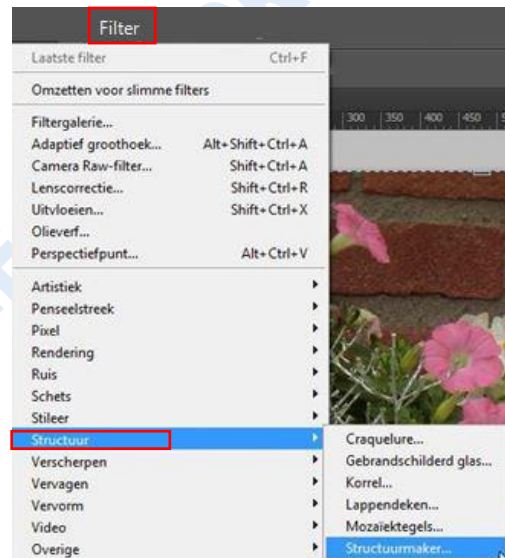 Filter
Laatste filter Ctrl+F
Omzetten voor slimme filters
Filtergalerie...
Adaptief groothoek... Alt+Shift+Ctrl+A
Camera Raw-filter... Shift+Ctrl+A
Lenscorrectie... Shift+Ctrl+R
Uitvloeien... Shift+Ctrl+X
Olieverf...
Perspectiefpunt... Alt+Ctrl+V
Artistiek
Penseelstreek
Pixel
Rendering
Ruis
Schets
Stileer
Structuur
Verscherpen
Vervagen
Vervorm
Video
Overige
300 350 400 450
Craquelure...
Gebrandschilderd glas...
Korrel...
Lappendeken...
Mozaïektegels...
Structuurmaker...